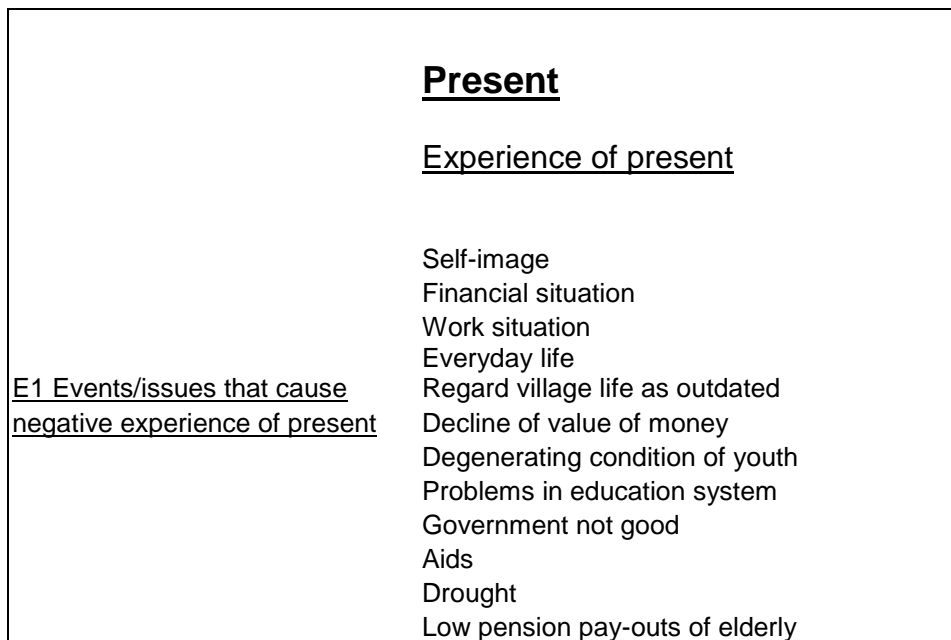 Present
Experience of present
Self-image
Financial situation
Work situation
Everyday life
E1 Events/issues that cause
Regard village life as outdated
negative experience of present
Decline of value of money
Degenerating condition of youth
Problems in education system
Government not good
Aids
Drought
Low pension pay-outs of elderly